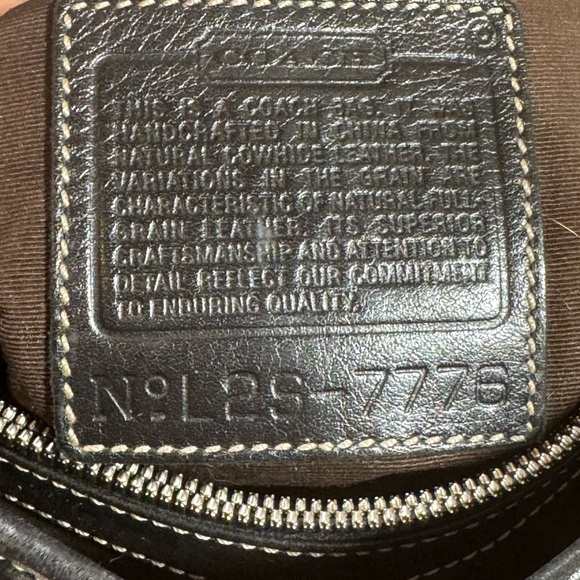 THIS IS A COACH BAG. IT WAS
HANDCRAFTED IN CHINA FROM
NATURAL COWHIDE LEATHER. THE
VARIATIONS IN THE GRAIN ARE
CHARACTERISTIC OF NATURAL FULL-
GRAIN LEATHER. ITS SUPERIOR
CRAFTSMANSHIP AND ATTENTION TO
DETAIL REFLECT OUR COMMITMENT
TO ENDURING QUALITY.
No L2S-7776